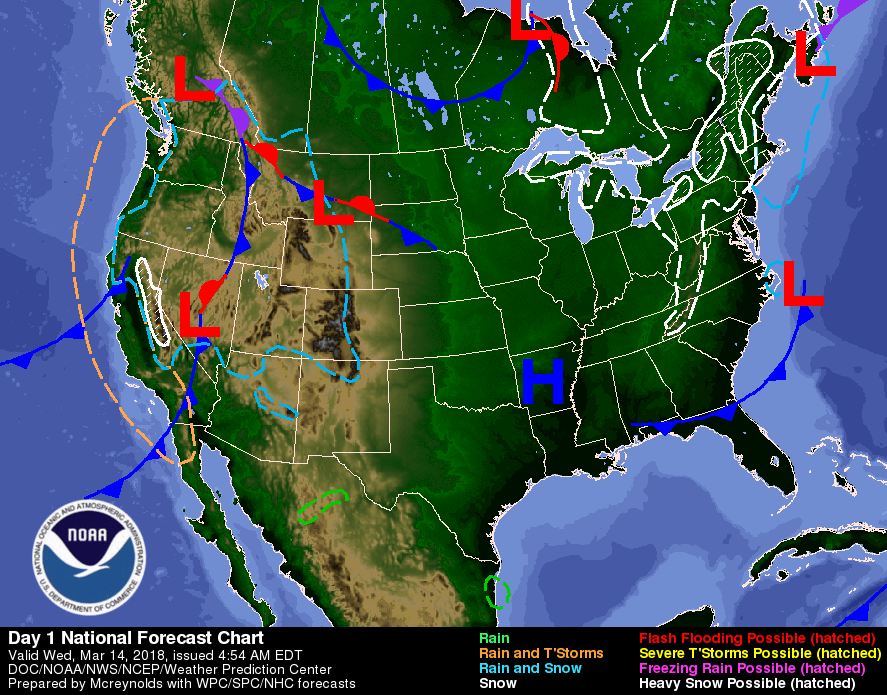 L
L
L
L
L
L
H
NATIONAL OCEANIC AND ATMOSPHERIC ADMINISTRATION
NOAA
U.S. DEPARTMENT OF COMMERCE
Day 1 National Forecast Chart
Valid Wed, Mar 14, 2018, issued 4:54 AM EDT
DOC/NOAA/NWS/NCEP/Weather Prediction Center
Prepared by Mcreynolds with WPC/SPC/NHC forecasts
Rain
Rain and T'Storms
Rain and Snow
Snow
Flash Flooding Possible (hatched)
Severe T'Storms Possible (hatched)
Freezing Rain Possible (hatched)
Heavy Snow Possible (hatched)